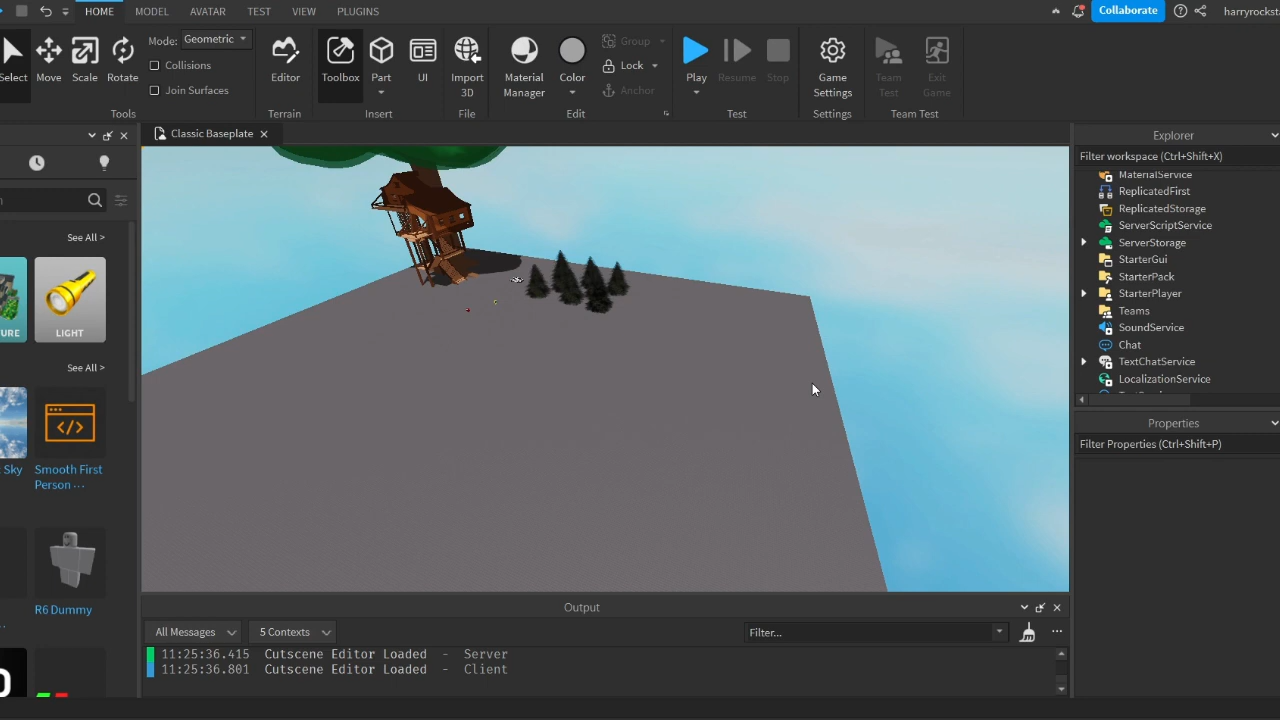 HOME MODEL AVATAR TEST VIEW PLUGINS
Collaborate
harryrocksta
Select Move Scale Rotate
Mode: Geometric
Collisions
Join Surfaces
Tools
Editor
Terrain
Toolbox Part UI
Insert
Import 3D
File
Material Manager
Color
Group
Lock
Anchor
Edit
Play Resume Stop
Test
Game Settings
Settings
Team Test
Exit Game
Team Test
Classic Baseplate
See All >
LIGHT
See All >
Sky
Smooth First Person ...
R6 Dummy
Explorer
Filter workspace (Ctrl+Shift+X)
MaterialService
ReplicatedFirst
ReplicatedStorage
ServerScriptService
ServerStorage
StarterGui
StarterPack
StarterPlayer
Teams
SoundService
Chat
TextChatService
LocalizationService
Properties
Filter Properties (Ctrl+Shift+P)
Output
All Messages 5 Contexts Filter...
11:25:36.415 Cutscene Editor Loaded - Server
11:25:36.801 Cutscene Editor Loaded - Client